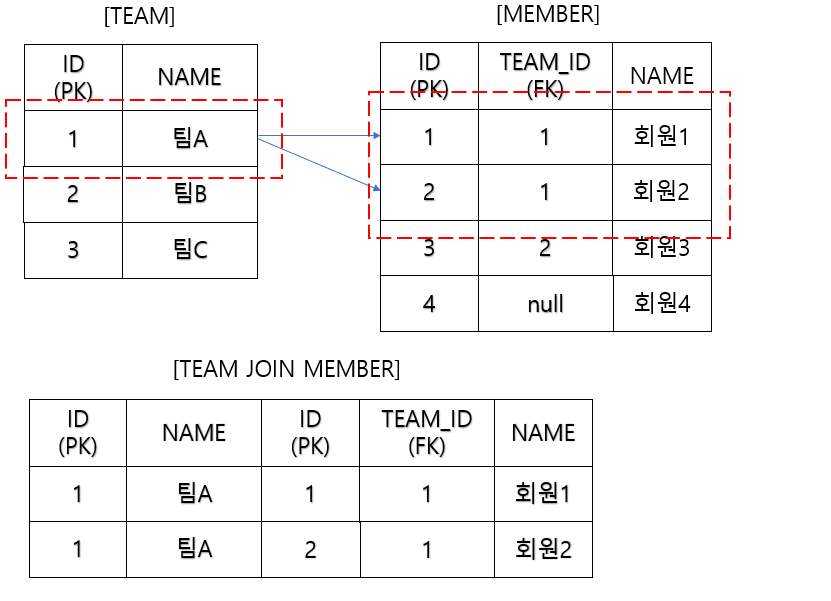 [TEAM]
ID (PK) NAME
1 팀A
2 팀B
3 팀C
[MEMBER]
ID (PK) TEAM_ID (FK) NAME
1 1 회원1
2 1 회원2
3 2 회원3
4 null 회원4
[TEAM JOIN MEMBER]
ID (PK) NAME ID (PK) TEAM_ID (FK) NAME
1 팀A 1 1 회원1
1 팀A 2 1 회원2